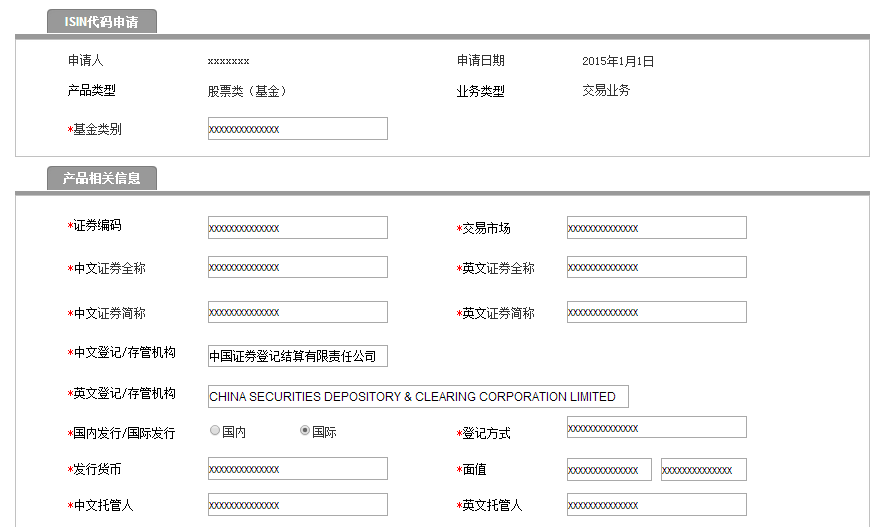 ISIN代码申请
申请人 xxxxxxx 申请日期 2015年1月1日
产品类型 股票类（基金） 业务类型 交易业务
*基金类别 xxxxxxxxxxxxxx
产品相关信息
*证券编码 xxxxxxxxxxxxxx *交易市场 xxxxxxxxxxxxxx
*中文证券全称 xxxxxxxxxxxxxx *英文证券全称 xxxxxxxxxxxxxx
*中文证券简称 xxxxxxxxxxxxxx *英文证券简称 xxxxxxxxxxxxxx
*中文登记/存管机构 中国证券登记结算有限责任公司
*英文登记/存管机构 CHINA SECURITIES DEPOSITORY & CLEARING CORPORATION LIMITED
*国内发行/国际发行 国内 国际 *登记方式 xxxxxxxxxxxxxx
*发行货币 xxxxxxxxxxxxxx *面值 xxxxxxxxxxxxxx xxxxxxxxxxxxxx
*中文托管人 xxxxxxxxxxxxxx *英文托管人 xxxxxxxxxxxxxx